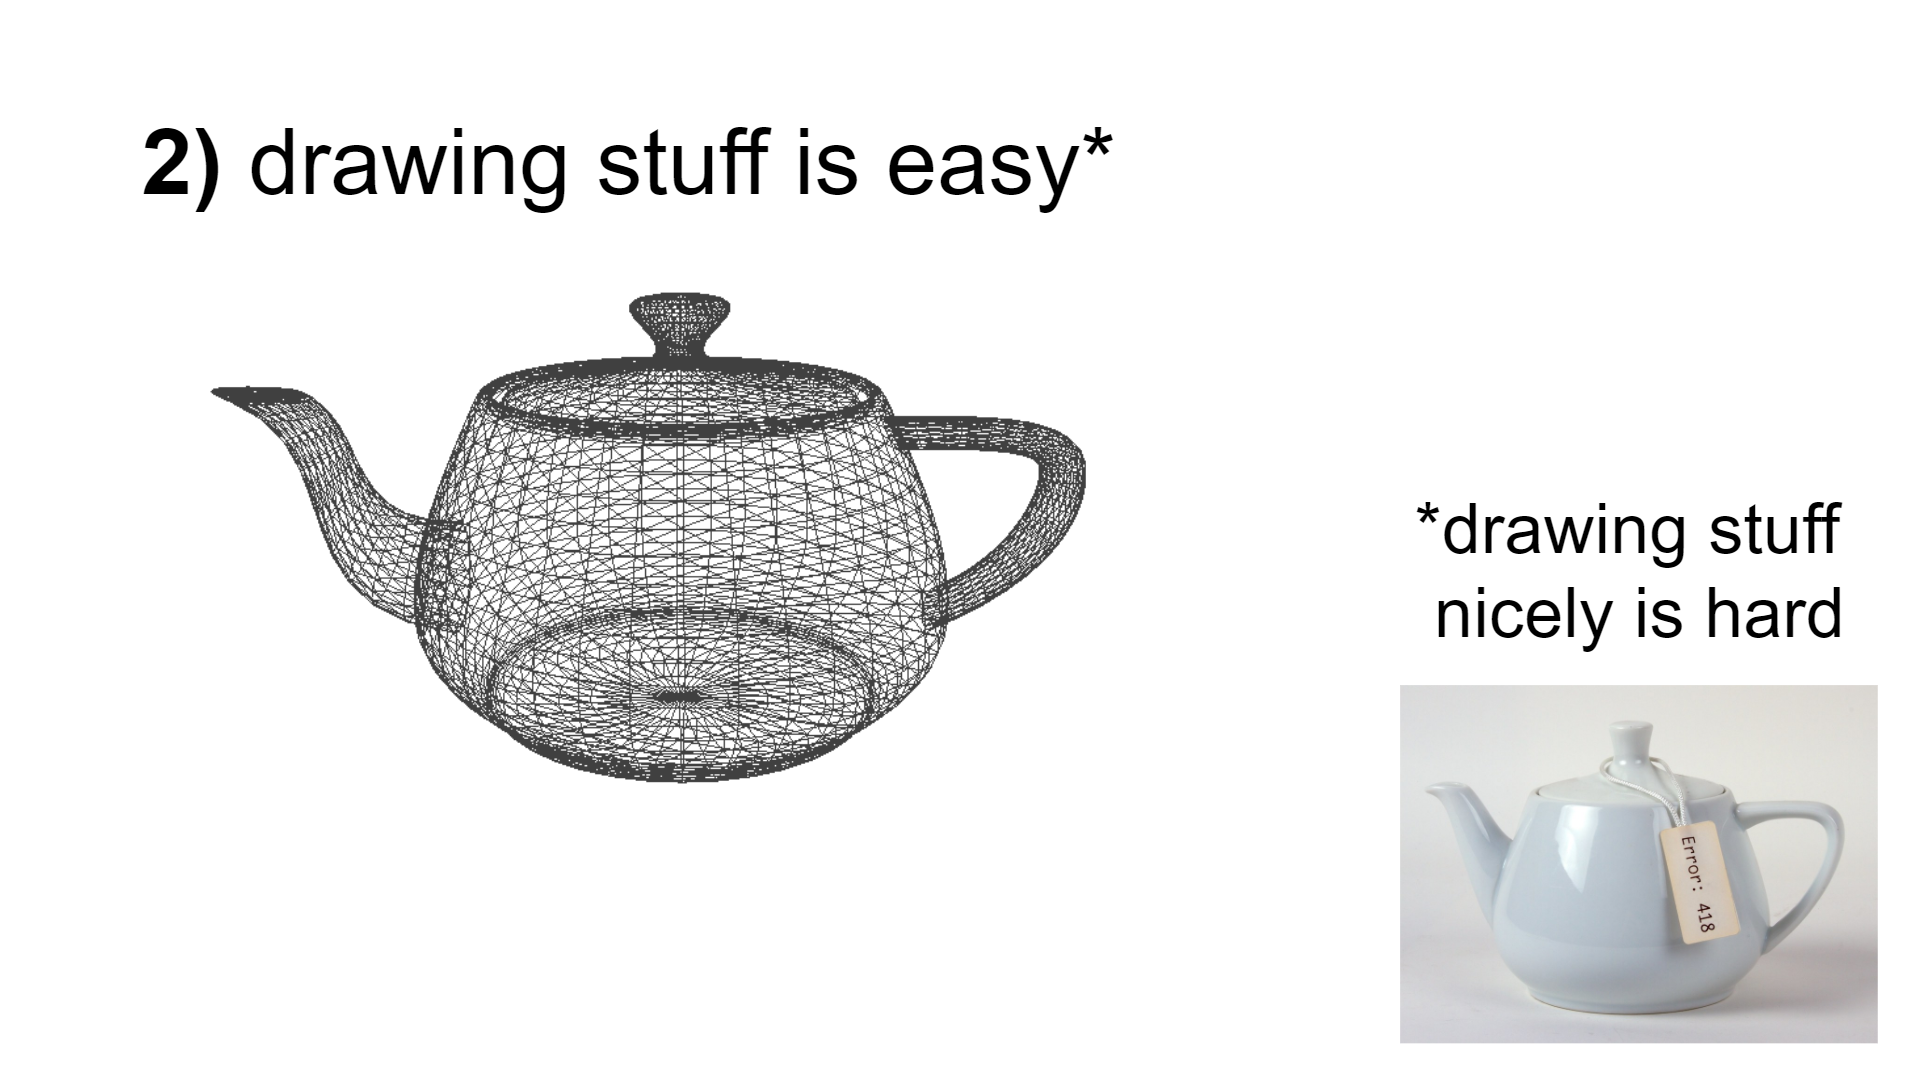 2) drawing stuff is easy*
*drawing stuff
nicely is hard
Error: 418